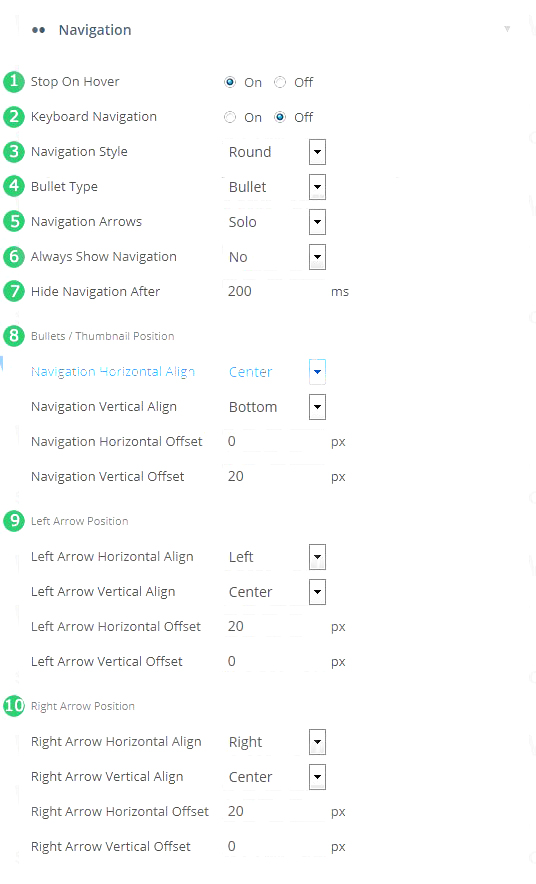 Navigation
1 Stop On Hover On Off
2 Keyboard Navigation On Off
3 Navigation Style Round
4 Bullet Type Bullet
5 Navigation Arrows Solo
6 Always Show Navigation No
7 Hide Navigation After 200 ms
8 Bullets / Thumbnail Position
Navigation Horizontal Align Center
Navigation Vertical Align Bottom
Navigation Horizontal Offset 0 px
Navigation Vertical Offset 20 px
9 Left Arrow Position
Left Arrow Horizontal Align Left
Left Arrow Vertical Align Center
Left Arrow Horizontal Offset 20 px
Left Arrow Vertical Offset 0 px
10 Right Arrow Position
Right Arrow Horizontal Align Right
Right Arrow Vertical Align Center
Right Arrow Horizontal Offset 20 px
Right Arrow Vertical Offset 0 px